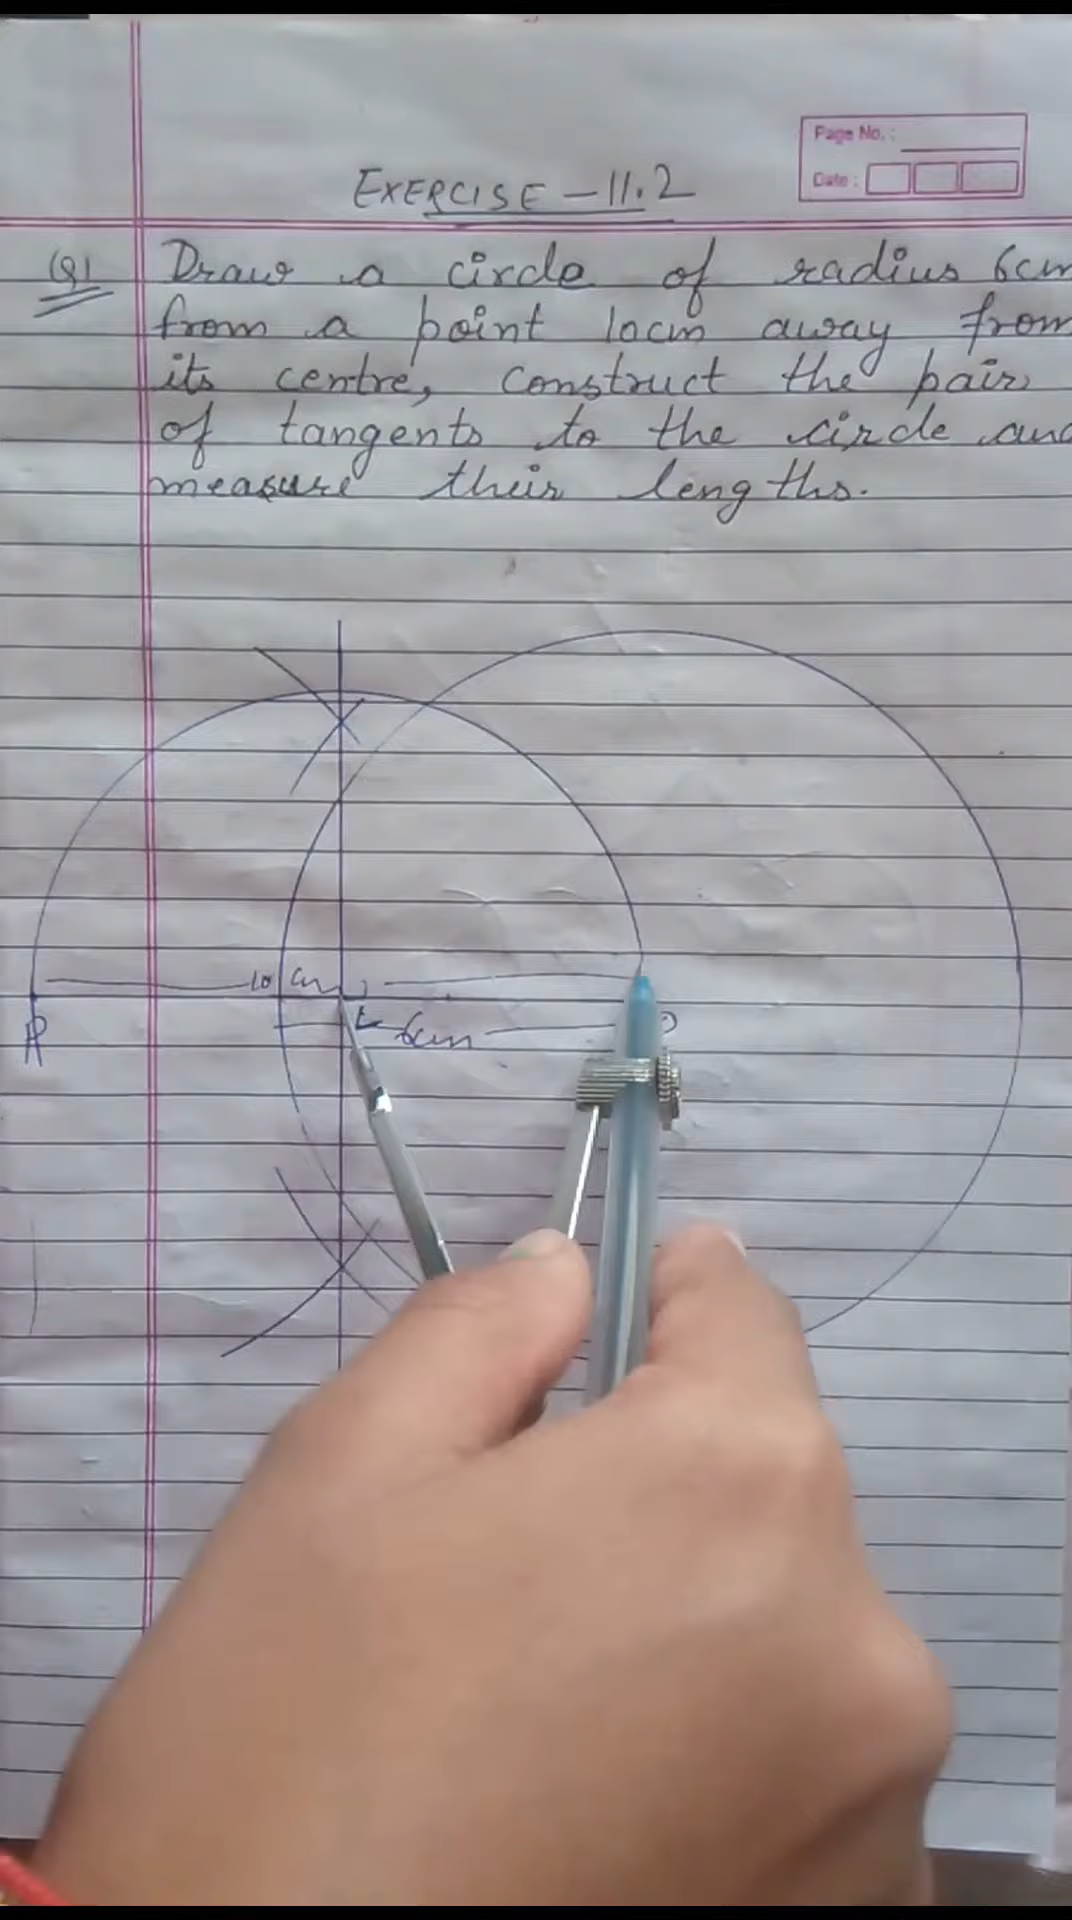 Page No. :
Date :
EXERCISE - 11.2
Q1 Draw a circle of radius 6cm
from a point 10cm away from
its centre, construct the pair
of tangents to the circle and
measure their lengths.
10 cm
6cm
P